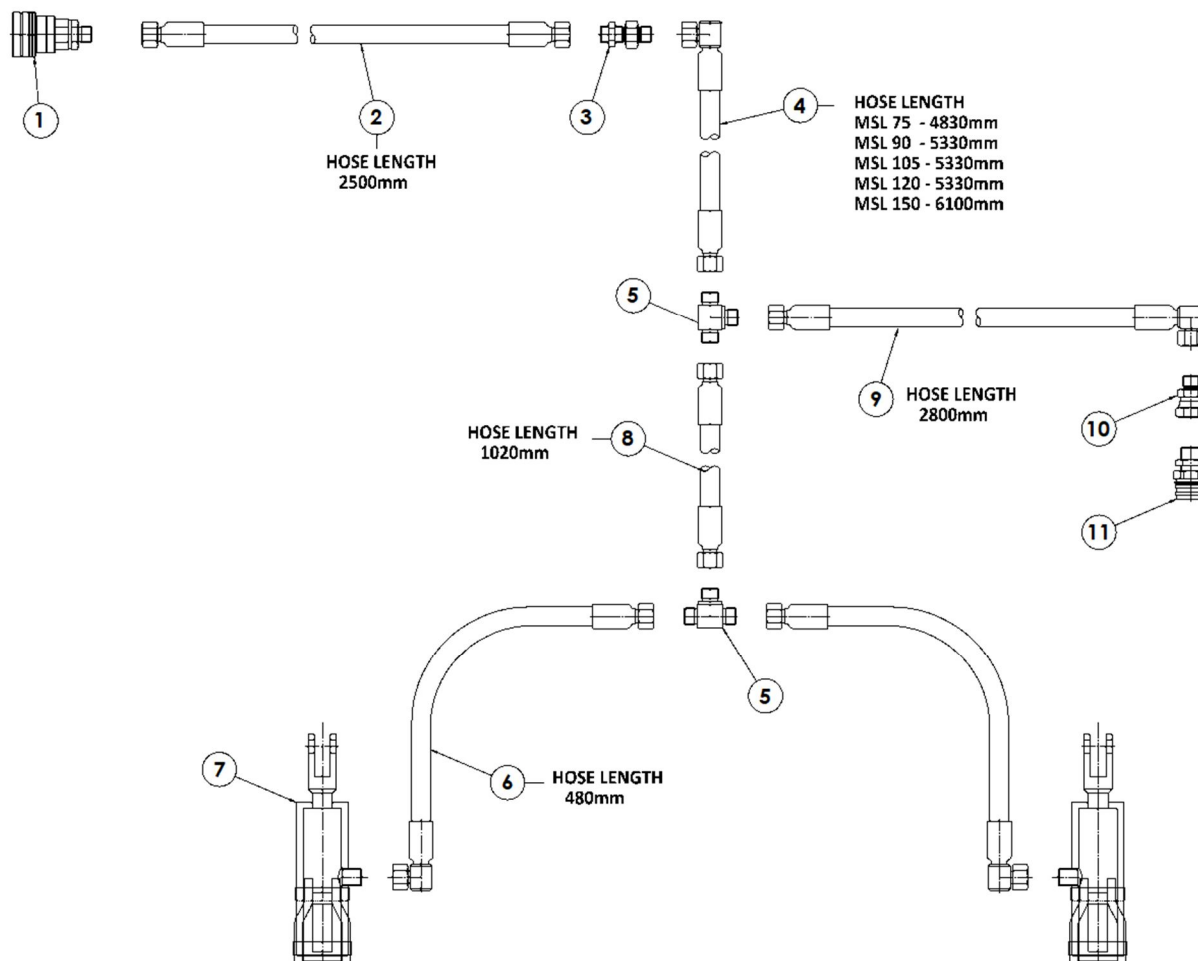 1
2
HOSE LENGTH
2500mm
3
4
HOSE LENGTH
MSL 75 - 4830mm
MSL 90 - 5330mm
MSL 105 - 5330mm
MSL 120 - 5330mm
MSL 150 - 6100mm
5
9
HOSE LENGTH
2800mm
10
11
HOSE LENGTH
1020mm
8
5
7
6
HOSE LENGTH
480mm